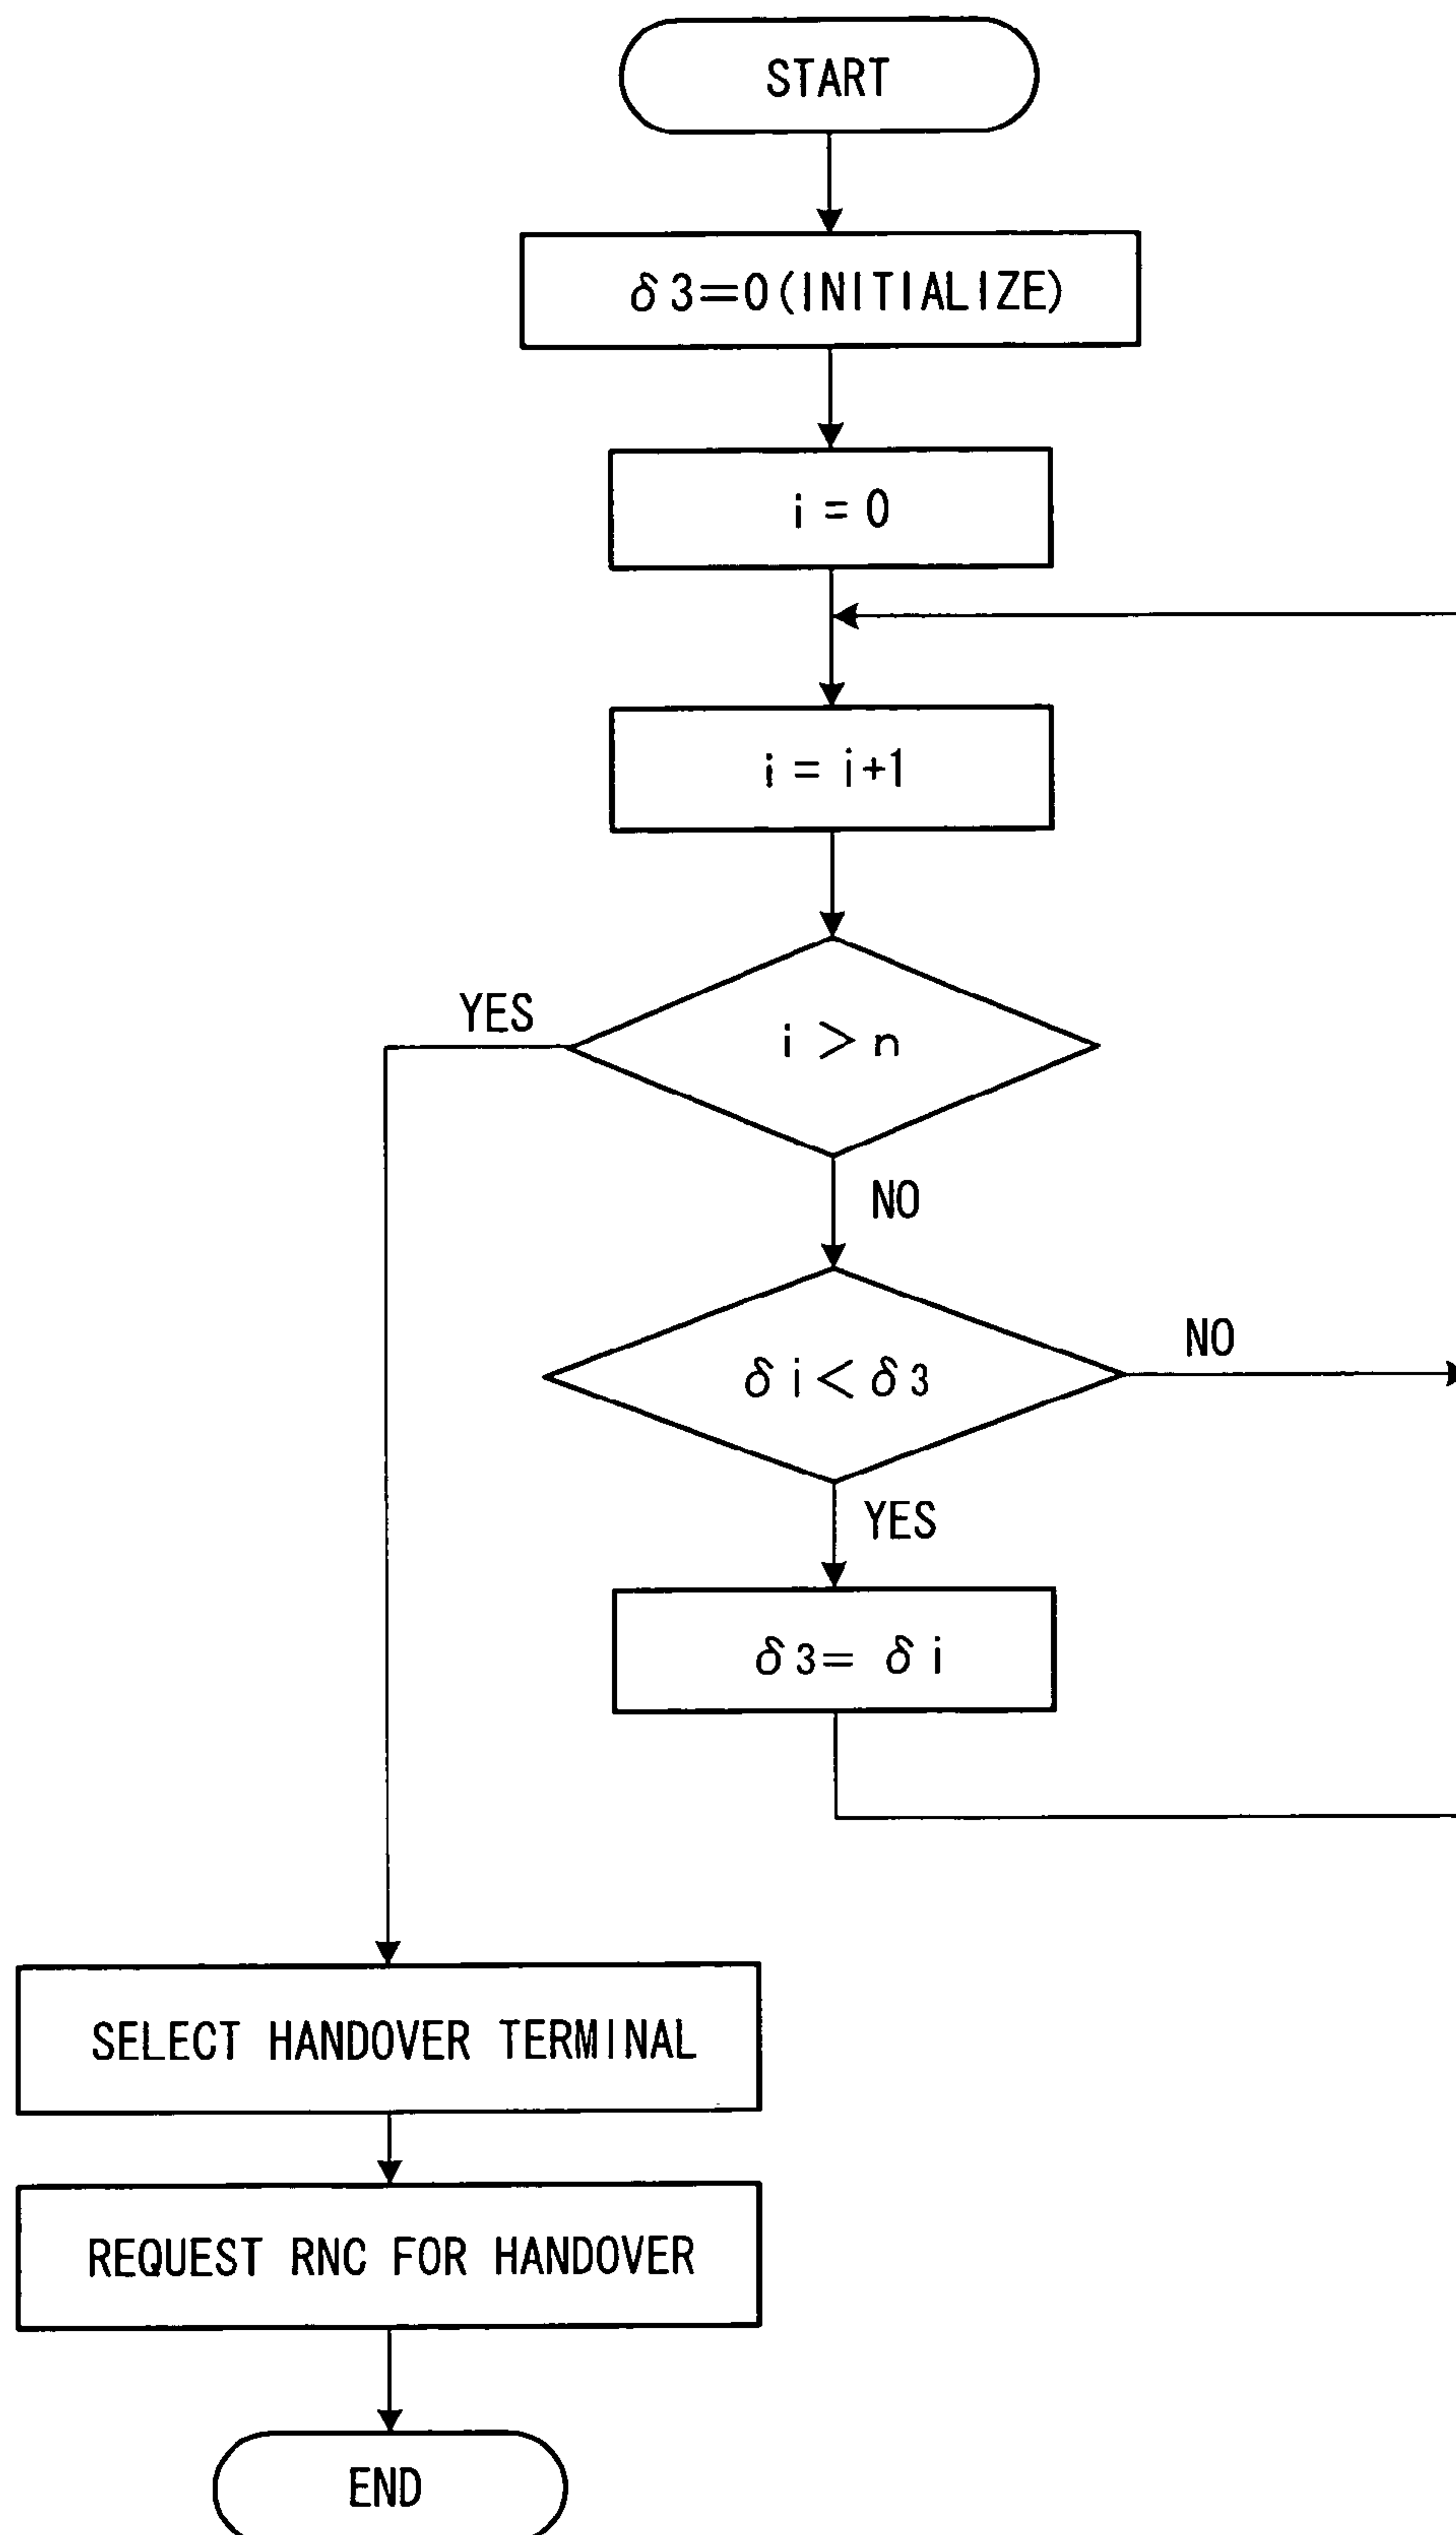 START
δ3=0(INITIALIZE)
i = 0
i = i+1
YES
i > n
NO
δi<δ3
NO
YES
δ3= δi
SELECT HANDOVER TERMINAL
REQUEST RNC FOR HANDOVER
END